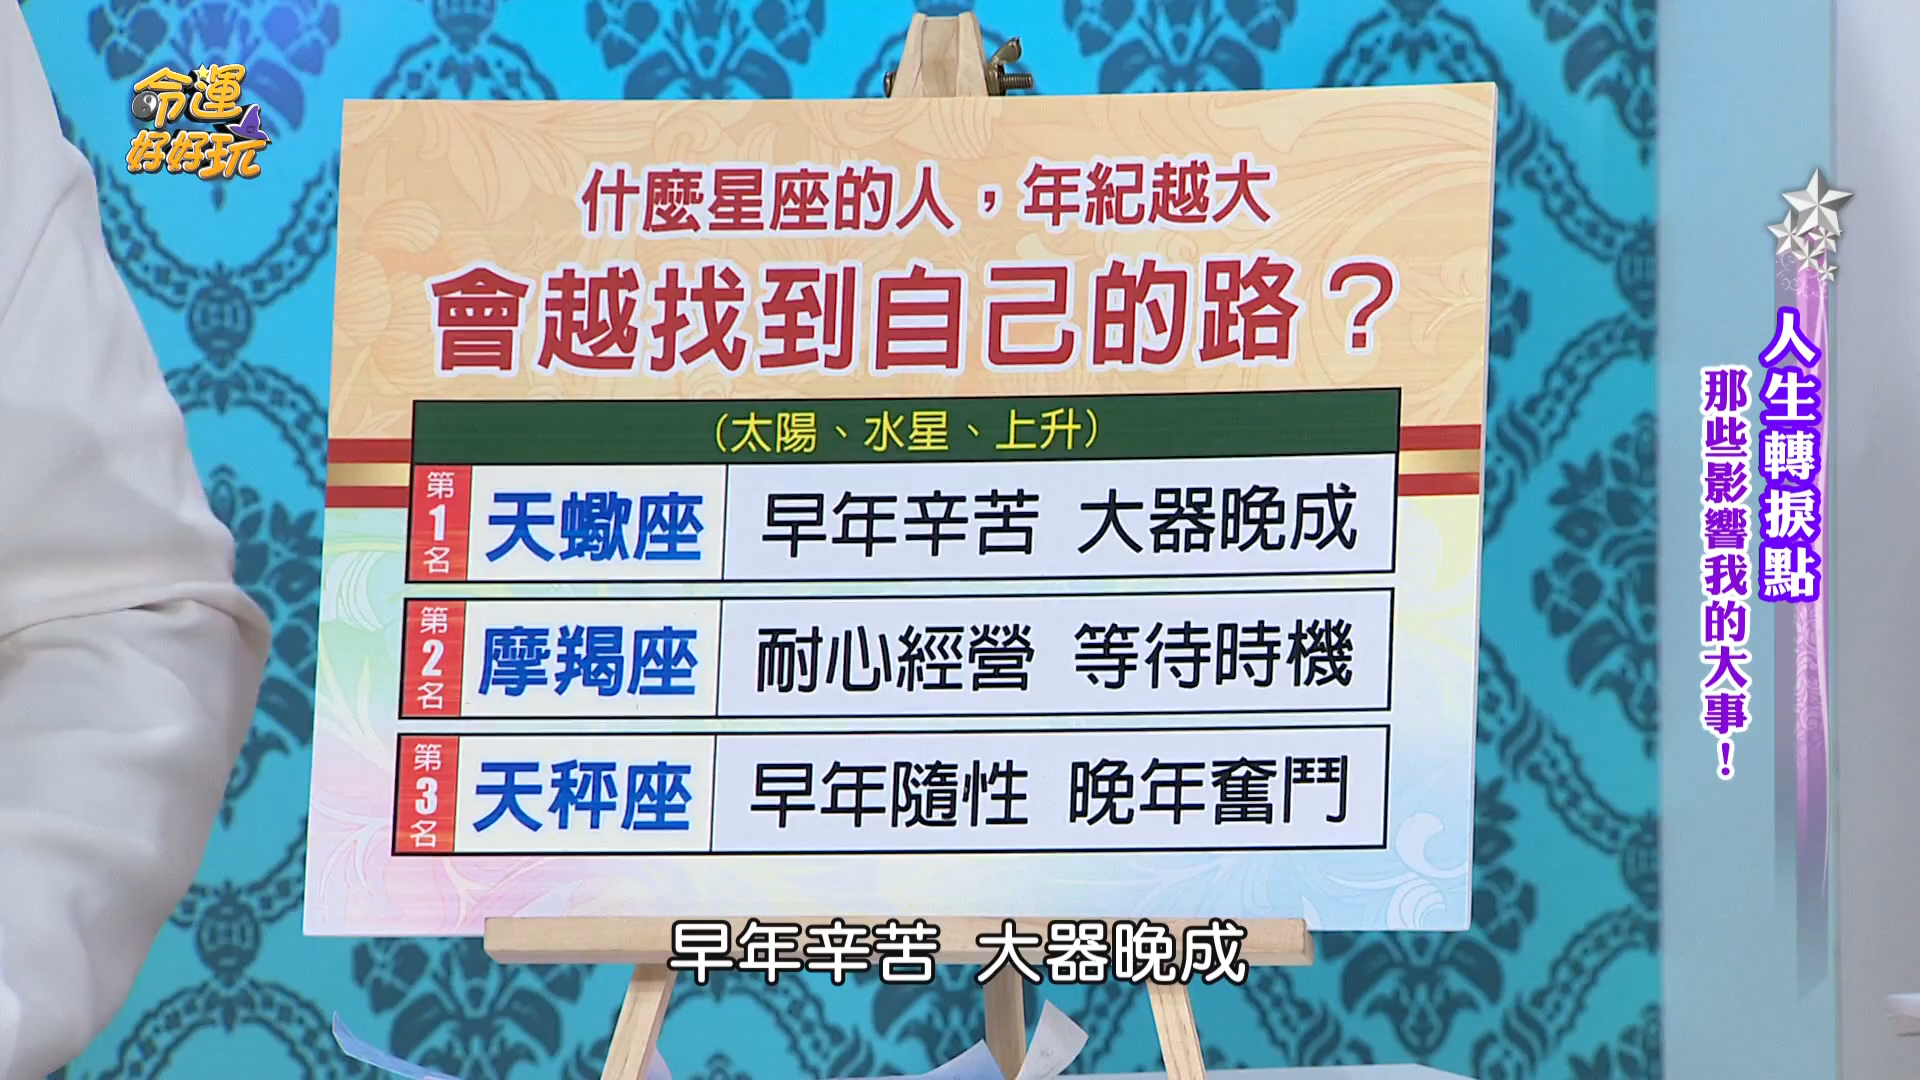 命運
好好玩
什麼星座的人，年紀越大
會越找到自己的路？
（太陽、水星、上升）
第1名
天蠍座
早年辛苦 大器晚成
第2名
摩羯座
耐心經營 等待時機
第3名
天秤座
早年隨性 晚年奮鬥
人生轉捩點
那些影響我的大事！
早年辛苦 大器晚成